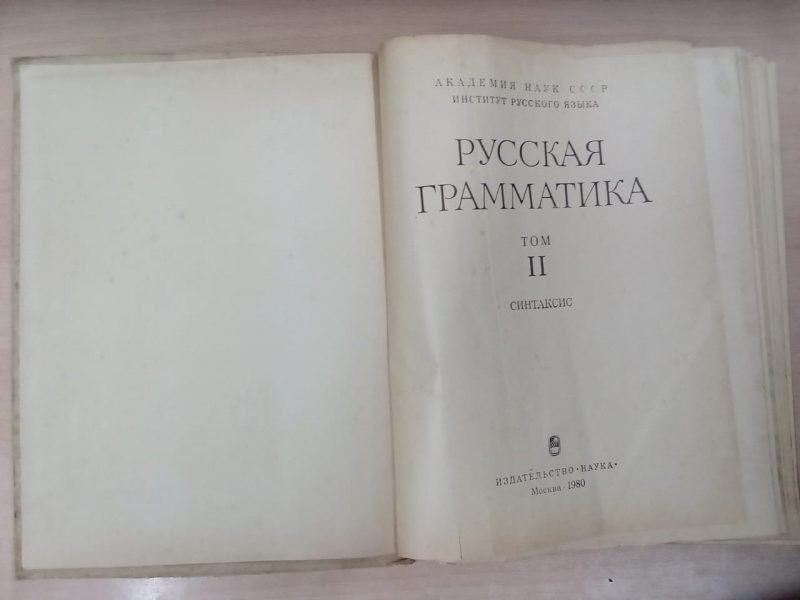 АКАДЕМИЯ НАУК СССР
ИНСТИТУТ РУССКОГО ЯЗЫКА
РУССКАЯ
ГРАММАТИКА
ТОМ
II
СИНТАКСИС
ИЗДАТЕЛЬСТВО ·НАУКА·
Москва 1980